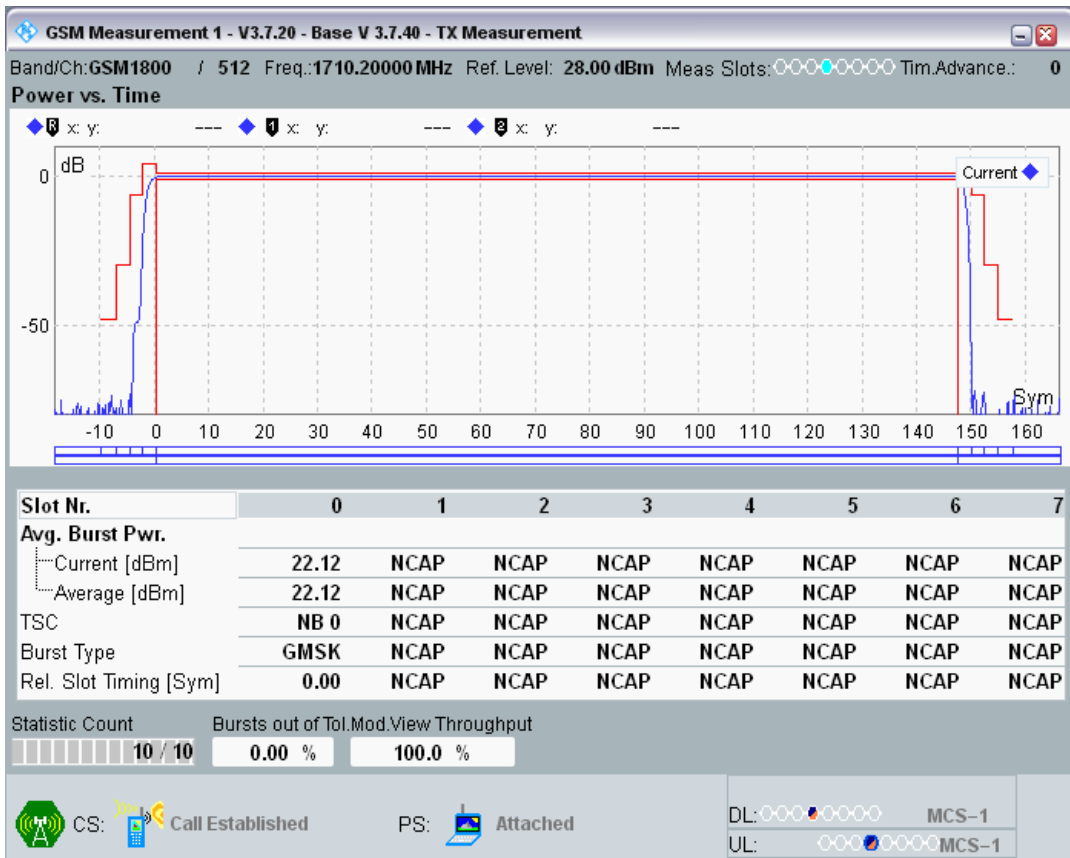 GSM Measurement 1 - V3.7.20 - Base V 3.7.40 - TX Measurement
Band/Ch:GSM1800 / 512 Freq.:1710.20000 MHz Ref. Level: 28.00 dBm Meas Slots: Tim.Advance.: 0
Power vs. Time
R x: y: --- 1 x: y: --- 2 x: y: ---
dB
Current
0
-50
Sym
-10 0 10 20 30 40 50 60 70 80 90 100 110 120 130 140 150 160
Slot Nr. 0 1 2 3 4 5 6 7
Avg. Burst Pwr.
Current [dBm] 22.12 NCAP NCAP NCAP NCAP NCAP NCAP NCAP
Average [dBm] 22.12 NCAP NCAP NCAP NCAP NCAP NCAP NCAP
TSC NB 0 NCAP NCAP NCAP NCAP NCAP NCAP NCAP
Burst Type GMSK NCAP NCAP NCAP NCAP NCAP NCAP NCAP
Rel. Slot Timing [Sym] 0.00 NCAP NCAP NCAP NCAP NCAP NCAP NCAP
Statistic Count Bursts out of Tol.Mod.View Throughput
10 / 10 0.00 % 100.0 %
CS: Call Established PS: Attached
DL: MCS-1
UL: MCS-1